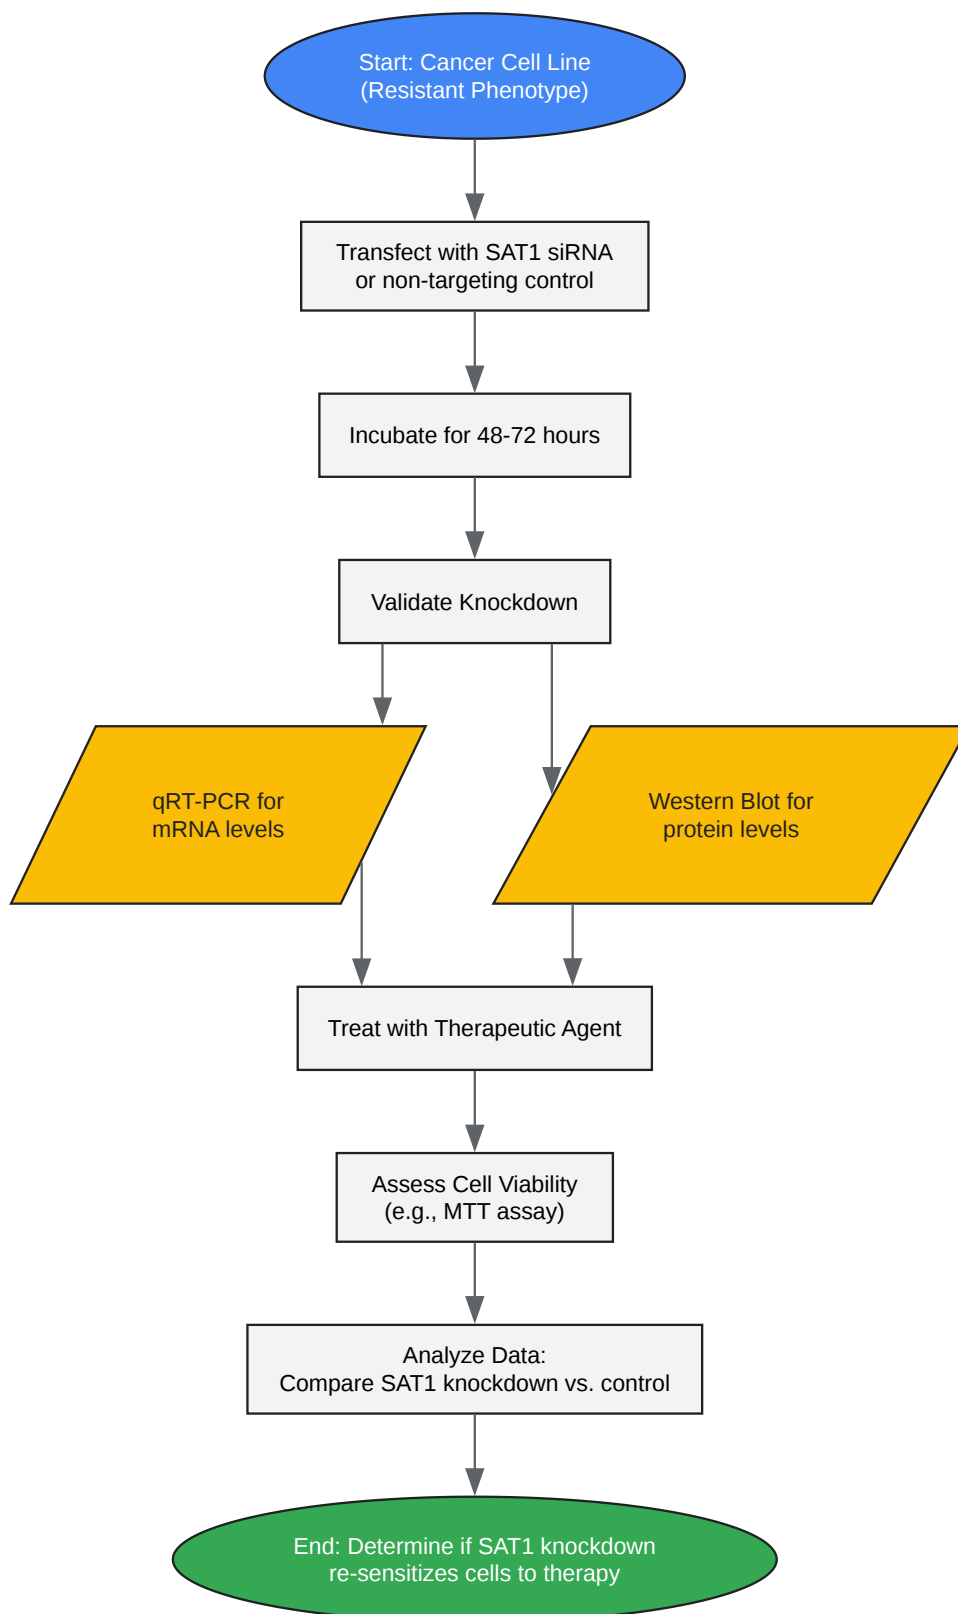 Start: Cancer Cell Line
(Resistant Phenotype)
Transfect with SAT1 siRNA
or non-targeting control
Incubate for 48-72 hours
Validate Knockdown
qRT-PCR for
mRNA levels
Western Blot for
protein levels
Treat with Therapeutic Agent
Assess Cell Viability
(e.g., MTT assay)
Analyze Data:
Compare SAT1 knockdown vs. control
End: Determine if SAT1 knockdown
re-sensitizes cells to therapy